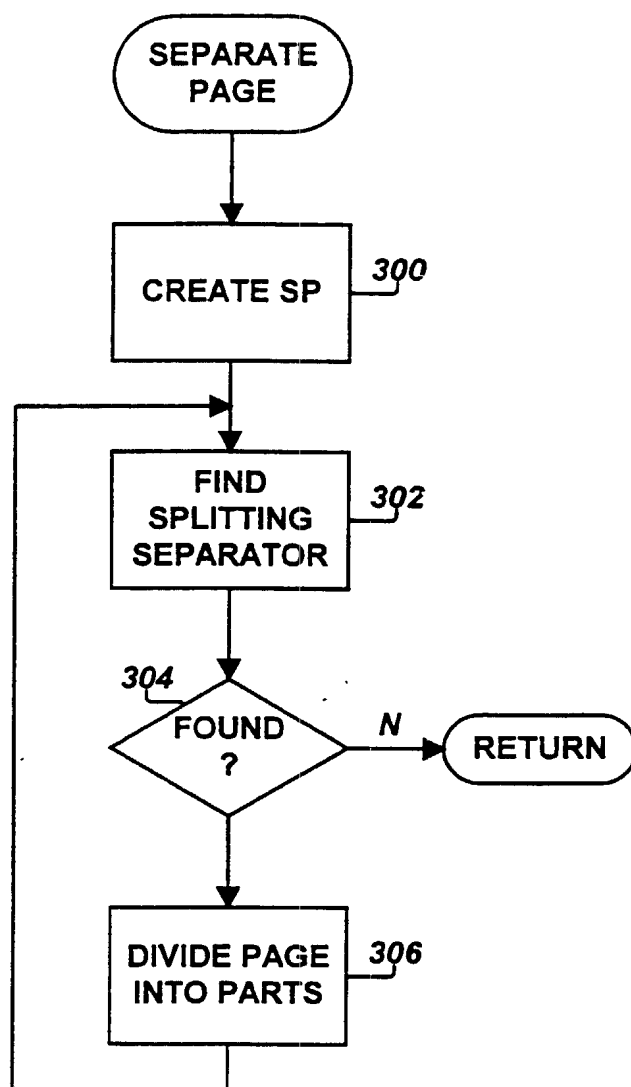 SEPARATE
PAGE
CREATE SP
300
FIND
SPLITTING
SEPARATOR
302
304
FOUND
?
N
RETURN
DIVIDE PAGE
INTO PARTS
306